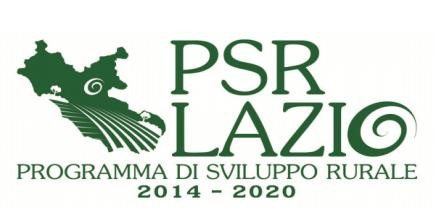 PSR
LAZIO
PROGRAMMA DI SVILUPPO RURALE
2014 - 2020